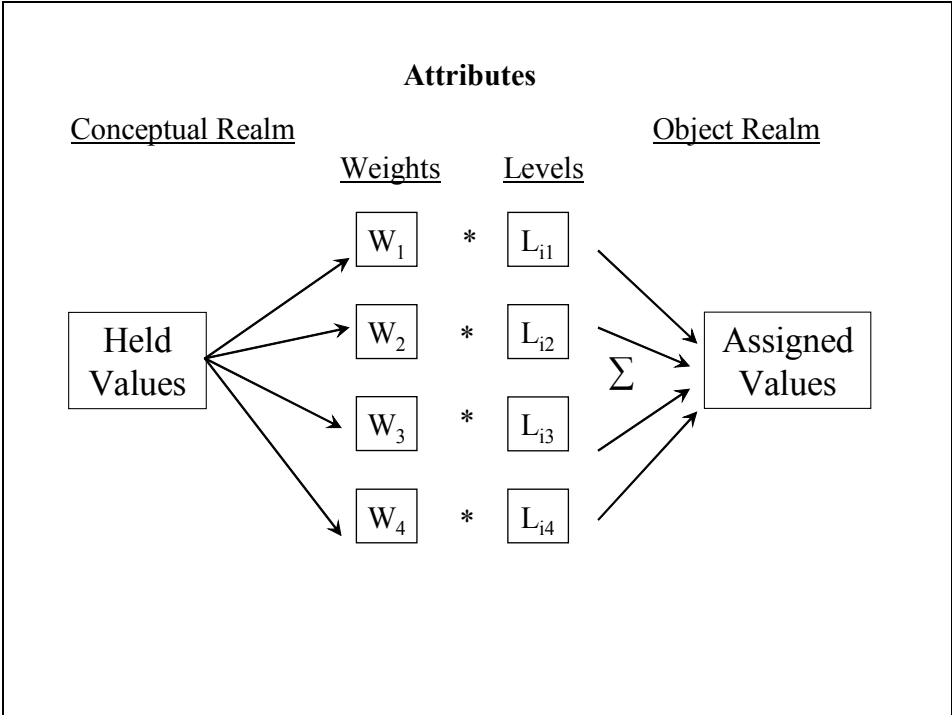 Attributes
Conceptual Realm
Object Realm
Weights
Levels
W₁ * Lᵢ₁
W₂ * Lᵢ₂
Held
Values
∑
Assigned
Values
W₃ * Lᵢ₃
W₄ * Lᵢ₄